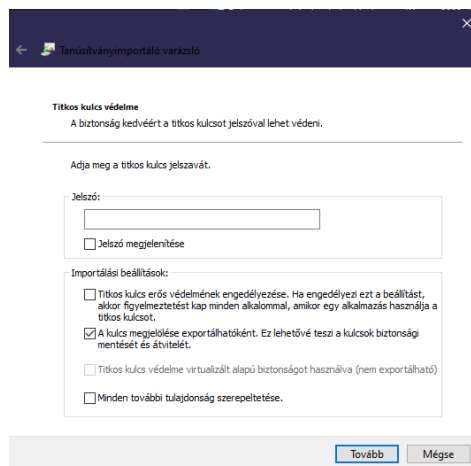 Tanúsítványimportáló varázsló
Titkos kulcs védelme
A biztonság kedvéért a titkos kulcsot jelszóval lehet védeni.
Adja meg a titkos kulcs jelszavát.
Jelszó:
Jelszó megjelenítése
Importálási beállítások:
Titkos kulcs erős védelmének engedélyezése. Ha engedélyezi ezt a beállítást,
akkor figyelmeztetést kap minden alkalommal, amikor egy alkalmazás használja a
titkos kulcsot.
A kulcs megjelölése exportálhatóként. Ez lehetővé teszi a kulcsok biztonsági
mentését és átvitelét.
Titkos kulcs védelme virtualizált alapú biztonságot használva (nem exportálható)
Minden további tulajdonság szerepeltetése.
Tovább
Mégse